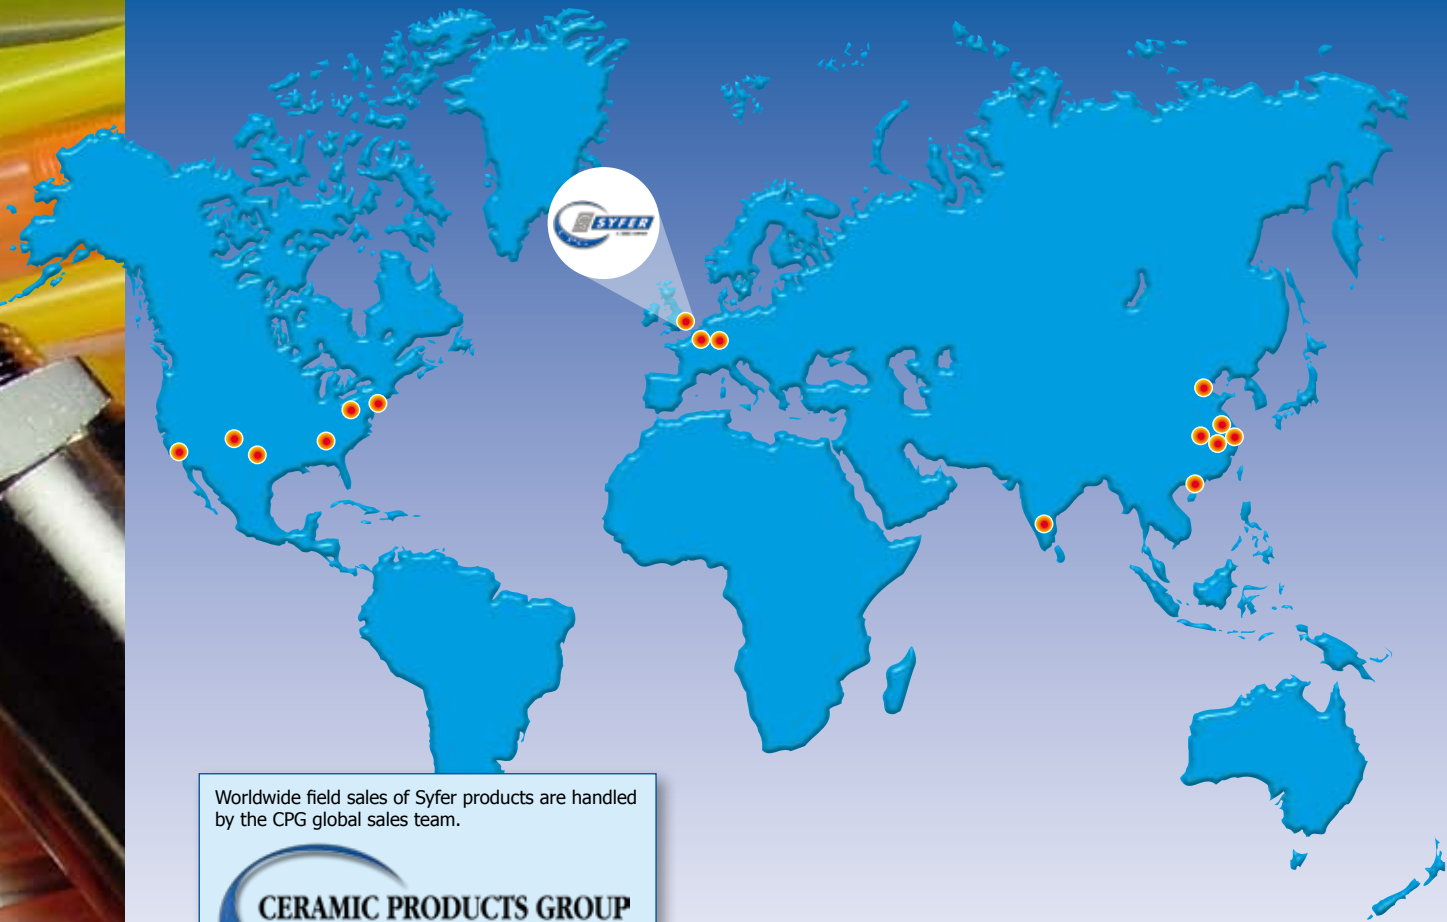 SYFER
Worldwide field sales of Syfer products are handled
by the CPG global sales team.
CERAMIC PRODUCTS GROUP